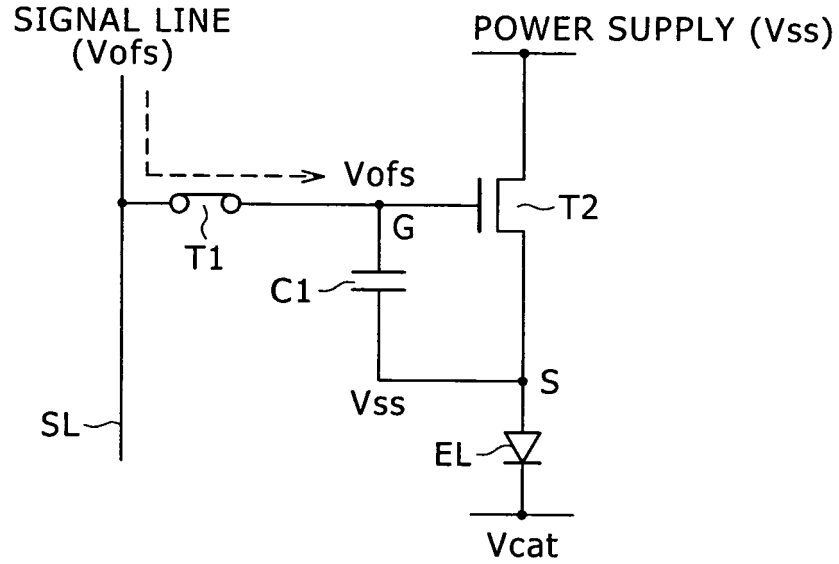 SIGNAL LINE
(Vofs)
POWER SUPPLY (Vss)
Vofs
T2
G
T1
C1
S
Vss
SL
EL
Vcat